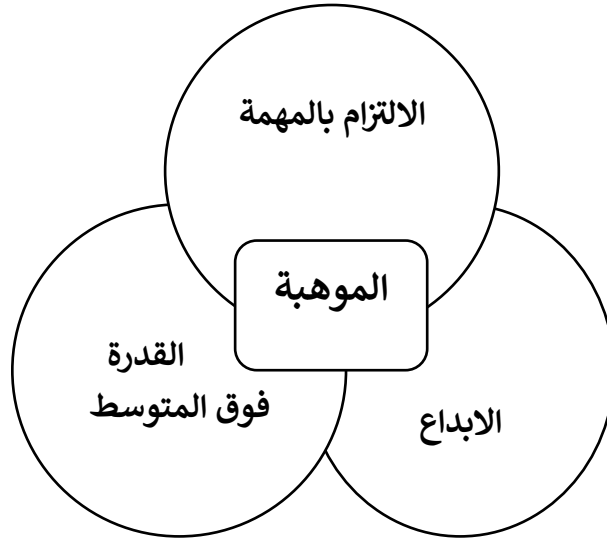 الالتزام بالمهمة
الموهبة
القدرة
فوق المتوسط
الابداع